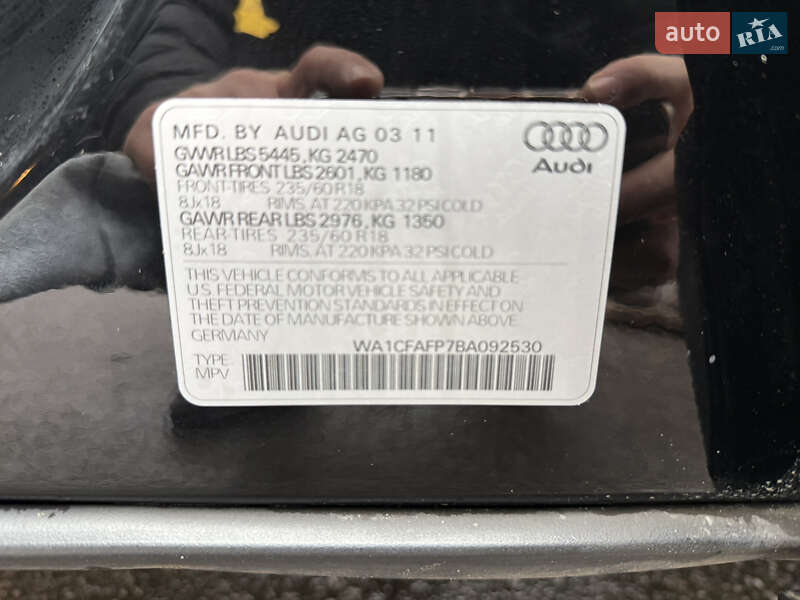 auto RIA.com
MFD. BY AUDI AG 03 11
GVWR LBS 5445, KG 2470
GAWR FRONT LBS 2601, KG 1180
FRONT-TIRES 235/60 R18
8Jx18 RIMS, AT 220 KPA 32 PSI COLD
GAWR REAR LBS 2976, KG 1350
REAR-TIRES 235/60 R18
8Jx18 RIMS, AT 220 KPA 32 PSI COLD
Audi
THIS VEHICLE CONFORMS TO ALL APPLICABLE
U.S. FEDERAL MOTOR VEHICLE SAFETY AND
THEFT PREVENTION STANDARDS IN EFFECT ON
THE DATE OF MANUFACTURE SHOWN ABOVE.
GERMANY
WA1CFAFP7BA092530
TYPE
MPV